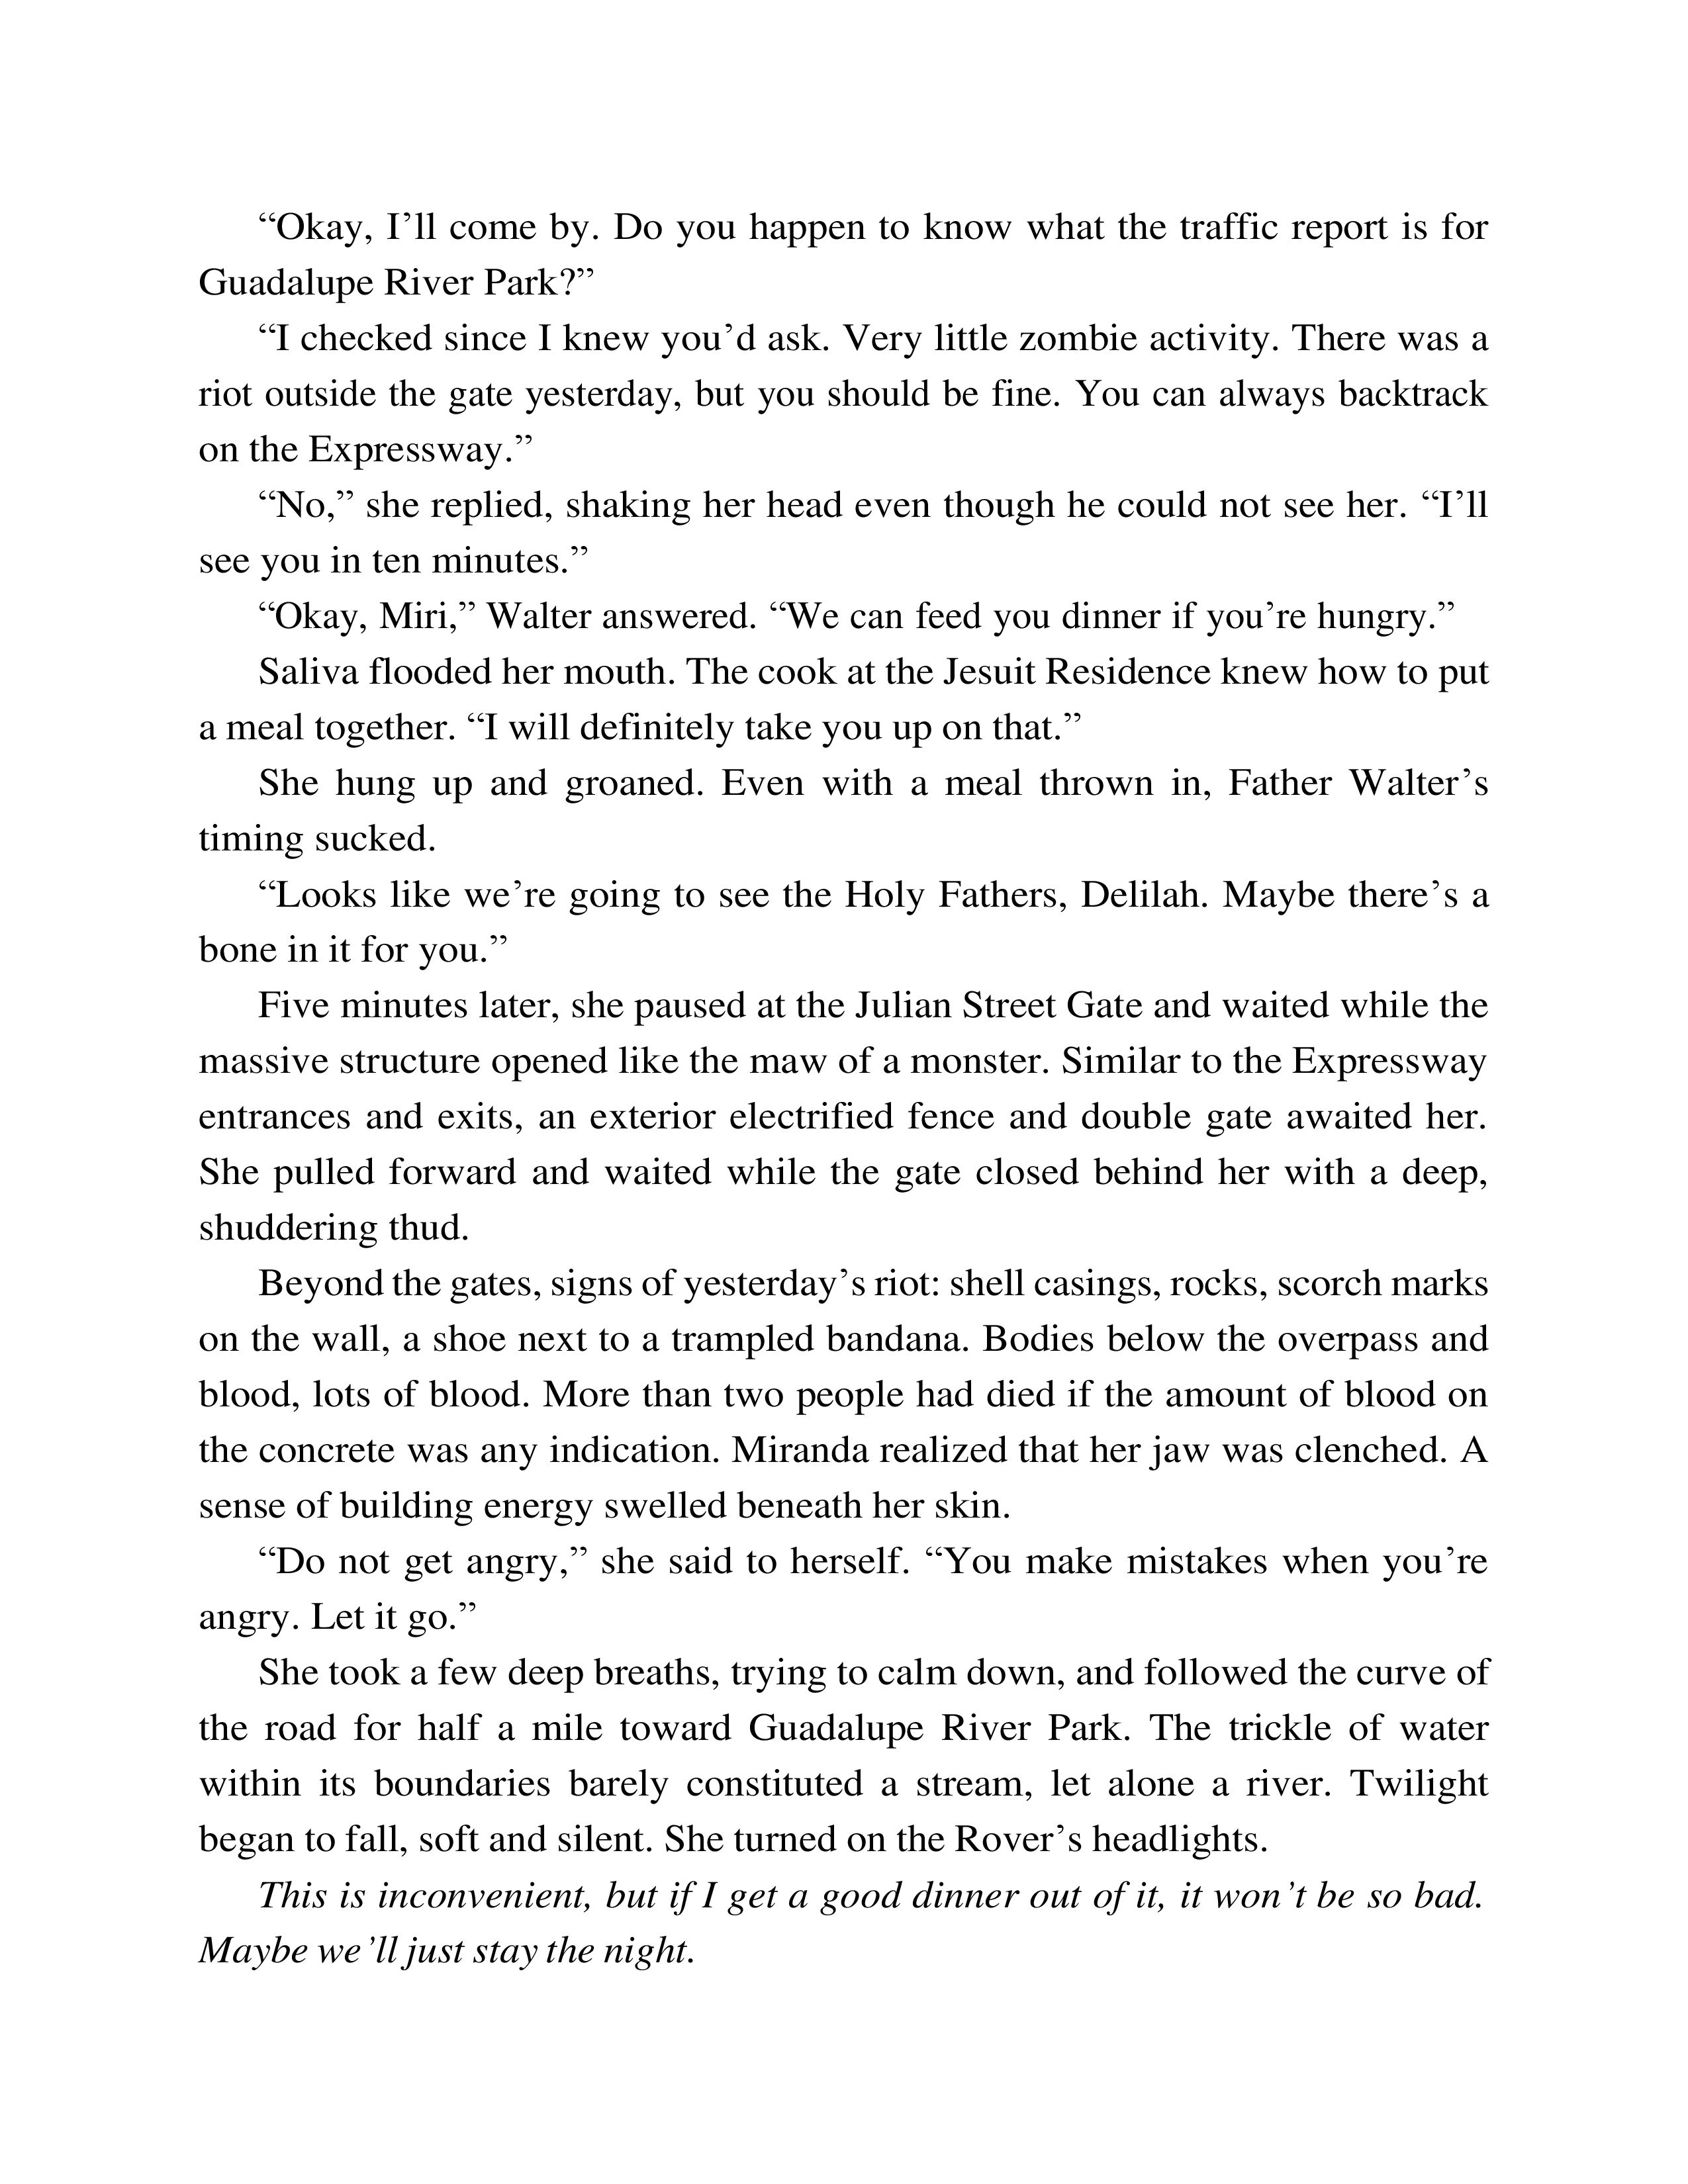 “Okay, I’ll come by. Do you happen to know what the traffic report is for
Guadalupe River Park?”
“I checked since I knew you’d ask. Very little zombie activity. There was a
riot outside the gate yesterday, but you should be fine. You can always backtrack
on the Expressway.”
“No,” she replied, shaking her head even though he could not see her. “I’ll
see you in ten minutes.”
“Okay, Miri,” Walter answered. “We can feed you dinner if you’re hungry.”
Saliva flooded her mouth. The cook at the Jesuit Residence knew how to put
a meal together. “I will definitely take you up on that.”
She hung up and groaned. Even with a meal thrown in, Father Walter’s
timing sucked.
“Looks like we’re going to see the Holy Fathers, Delilah. Maybe there’s a
bone in it for you.”
Five minutes later, she paused at the Julian Street Gate and waited while the
massive structure opened like the maw of a monster. Similar to the Expressway
entrances and exits, an exterior electrified fence and double gate awaited her.
She pulled forward and waited while the gate closed behind her with a deep,
shuddering thud.
Beyond the gates, signs of yesterday’s riot: shell casings, rocks, scorch marks
on the wall, a shoe next to a trampled bandana. Bodies below the overpass and
blood, lots of blood. More than two people had died if the amount of blood on
the concrete was any indication. Miranda realized that her jaw was clenched. A
sense of building energy swelled beneath her skin.
“Do not get angry,” she said to herself. “You make mistakes when you’re
angry. Let it go.”
She took a few deep breaths, trying to calm down, and followed the curve of
the road for half a mile toward Guadalupe River Park. The trickle of water
within its boundaries barely constituted a stream, let alone a river. Twilight
began to fall, soft and silent. She turned on the Rover’s headlights.
This is inconvenient, but if I get a good dinner out of it, it won’t be so bad.
Maybe we’ll just stay the night.